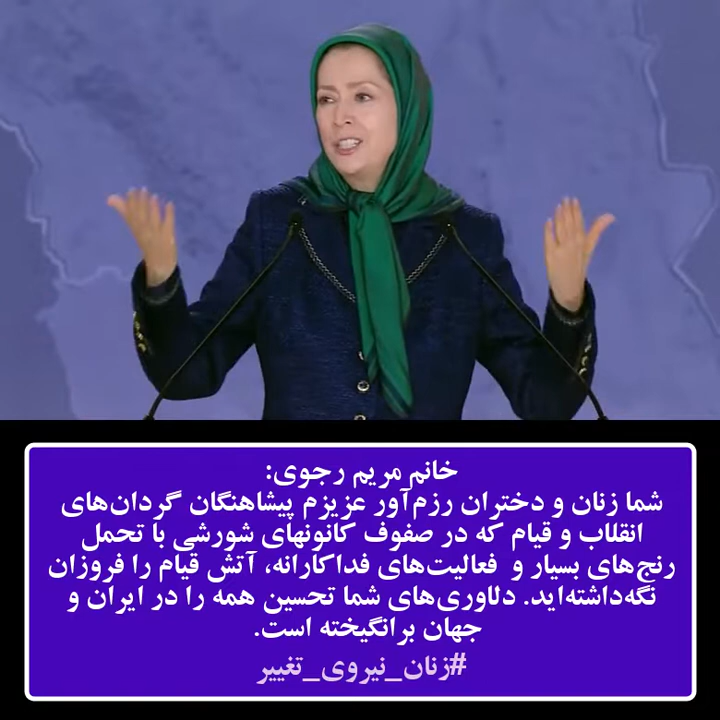 خانم مریم رجوی:
شما زنان و دختران رزم‌آور عزیزم پیشاهنگان گردان‌های
انقلاب و قیام که در صفوف کانونهای شورشی با تحمل
رنج‌های بسیار و فعالیت‌های فداکارانه، آتش قیام را فروزان
نگه‌داشته‌اید. دلاوری‌های شما تحسین همه را در ایران و
جهان برانگیخته است.
#زنان_نیروی_تغییر